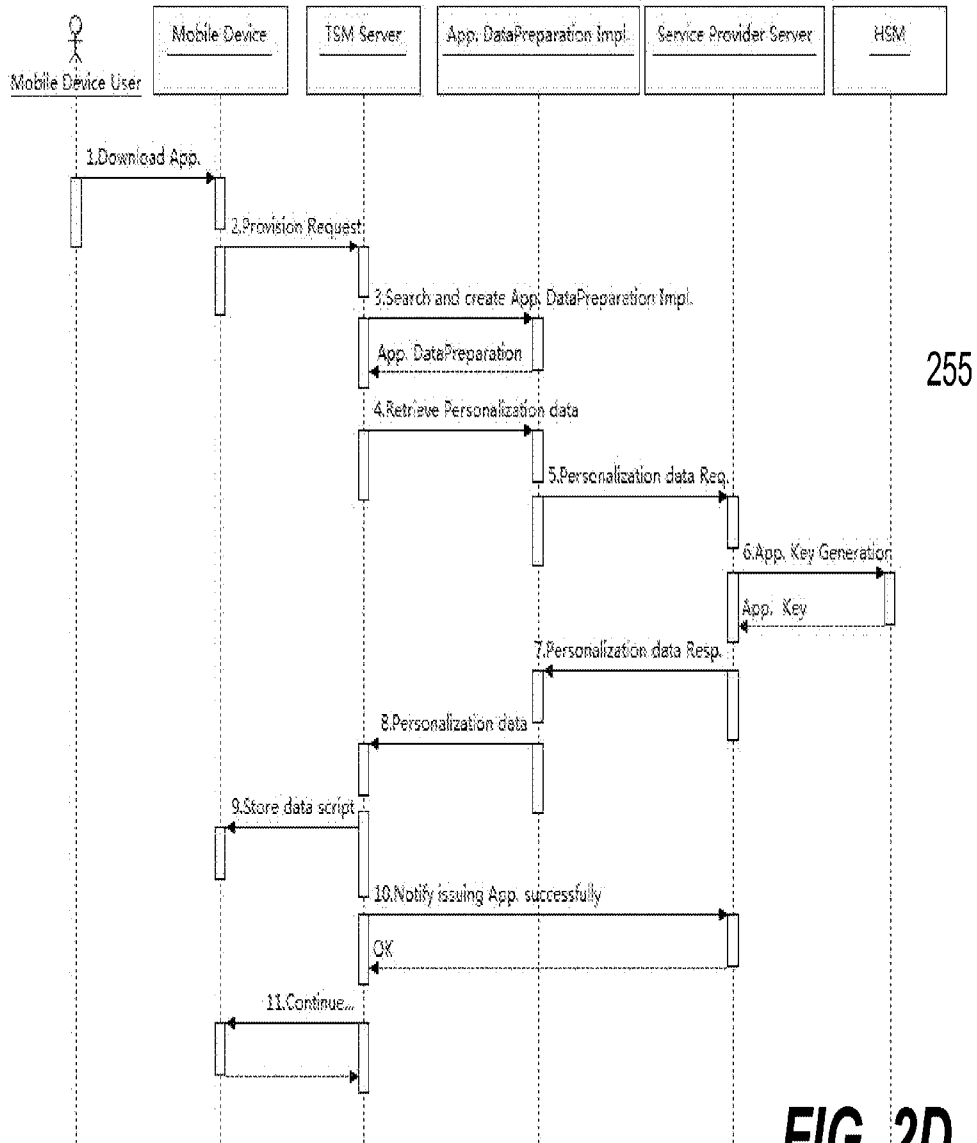 Mobile Device User
Mobile Device
TSM Server
App. DataPreparation Impl.
Service Provider Server
HSM
1.Download App.
2.Provision Request
3.Search and create App. DataPreparation Impl.
App. DataPreparation
255
4.Retrieve Personalization data
5.Personalization data Req.
6.App. Key Generation
App. Key
7.Personalization data Resp.
8.Personalization data
9.Store data script
10.Notify issuing App. successfully
OK
11.Continue...
FIG. 2D